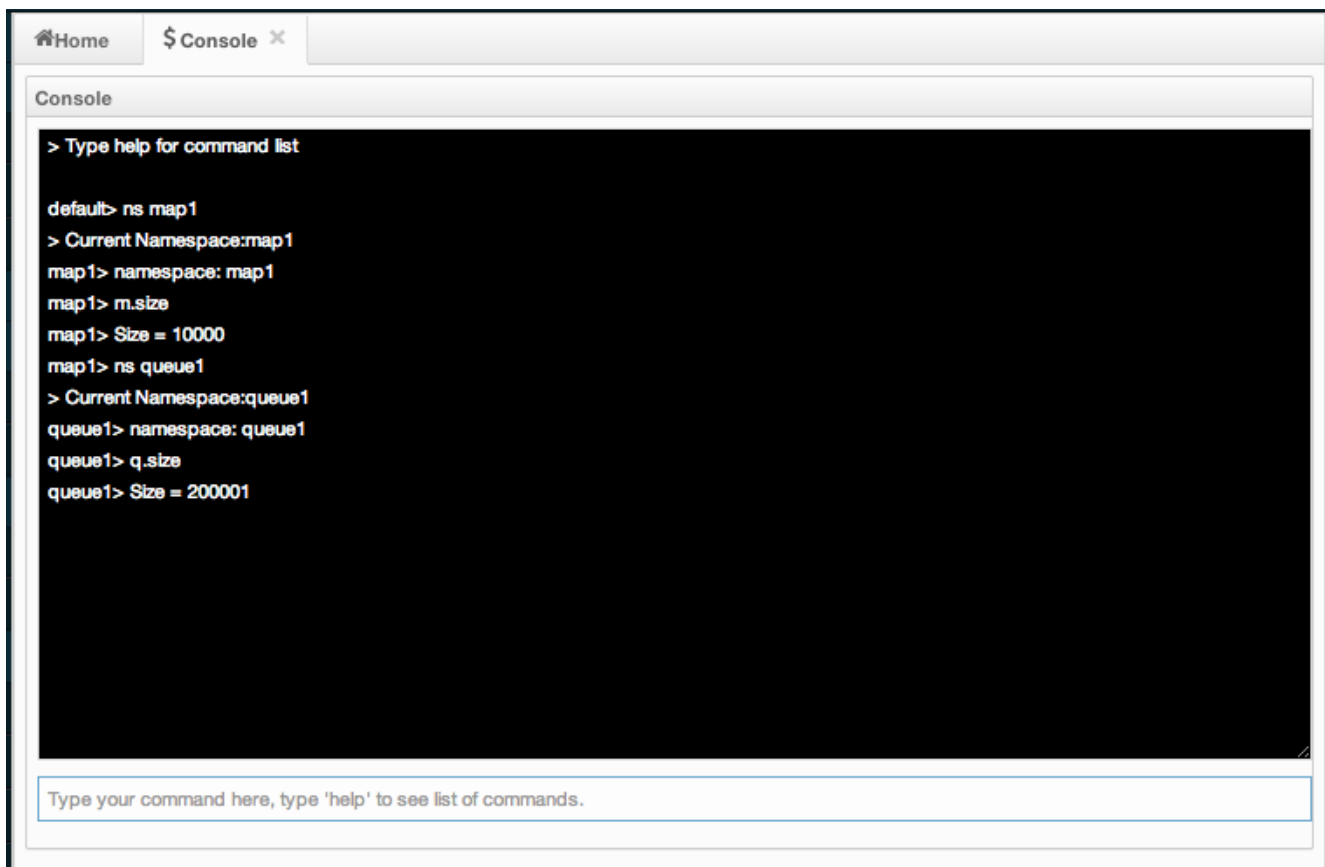 Home
$ Console ×
Console
> Type help for command list
default> ns map1
> Current Namespace:map1
map1> namespace: map1
map1> m.size
map1> Size = 10000
map1> ns queue1
> Current Namespace:queue1
queue1> namespace: queue1
queue1> q.size
queue1> Size = 200001
Type your command here, type 'help' to see list of commands.